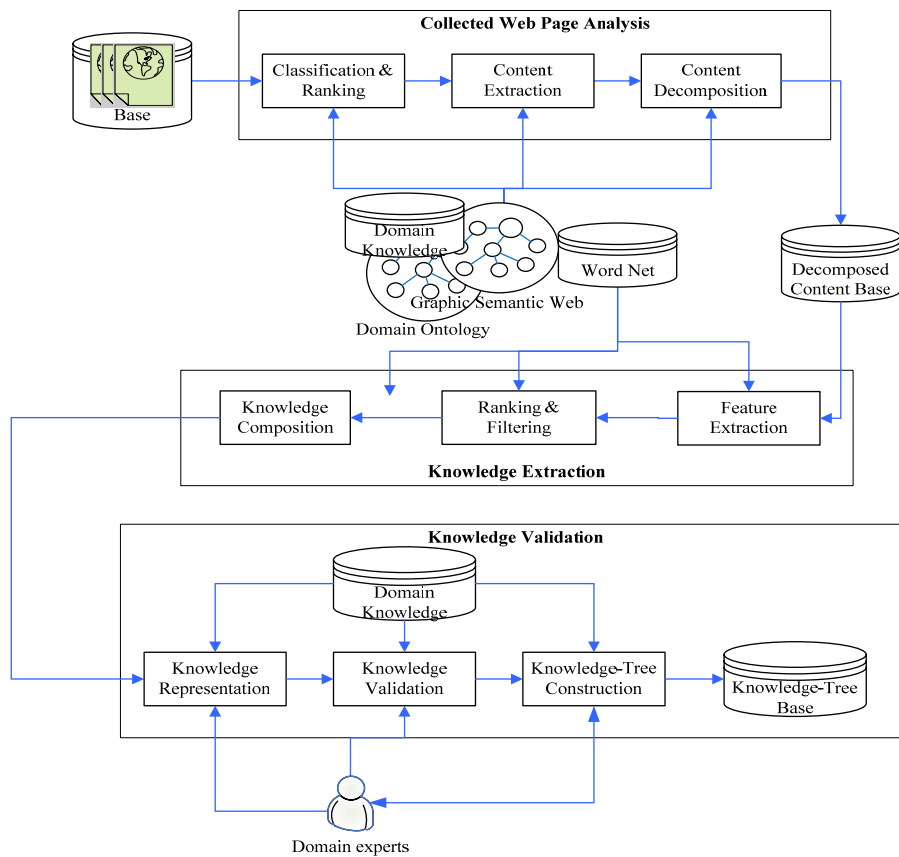 Collected Web Page Analysis
Base
Classification &
Ranking
Content
Extraction
Content
Decomposition
Domain
Knowledge
Graphic Semantic Web
Domain Ontology
Word Net
Decomposed
Content Base
Knowledge
Composition
Ranking &
Filtering
Feature
Extraction
Knowledge Extraction
Knowledge Validation
Domain
Knowledge
Knowledge
Representation
Knowledge
Validation
Knowledge-Tree
Construction
Knowledge-Tree
Base
Domain experts